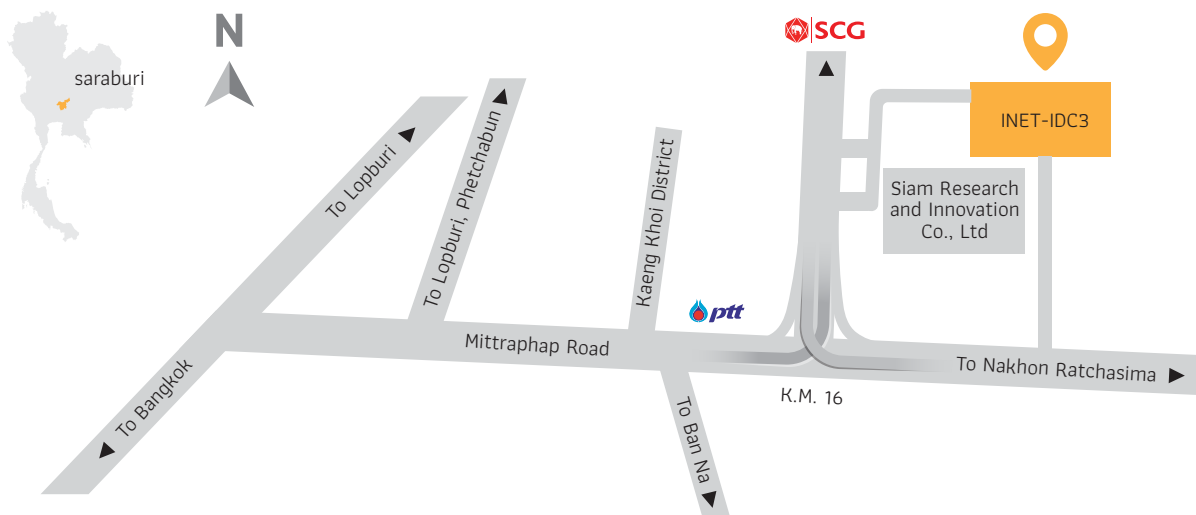 saraburi
N
SCG
INET-IDC3
To Lopburi
To Lopburi, Phetchabun
Kaeng Khoi District
Siam Research
and Innovation
Co., Ltd
ptt
Mittraphap Road
To Nakhon Ratchasima
K.M. 16
To Bangkok
To Ban Na